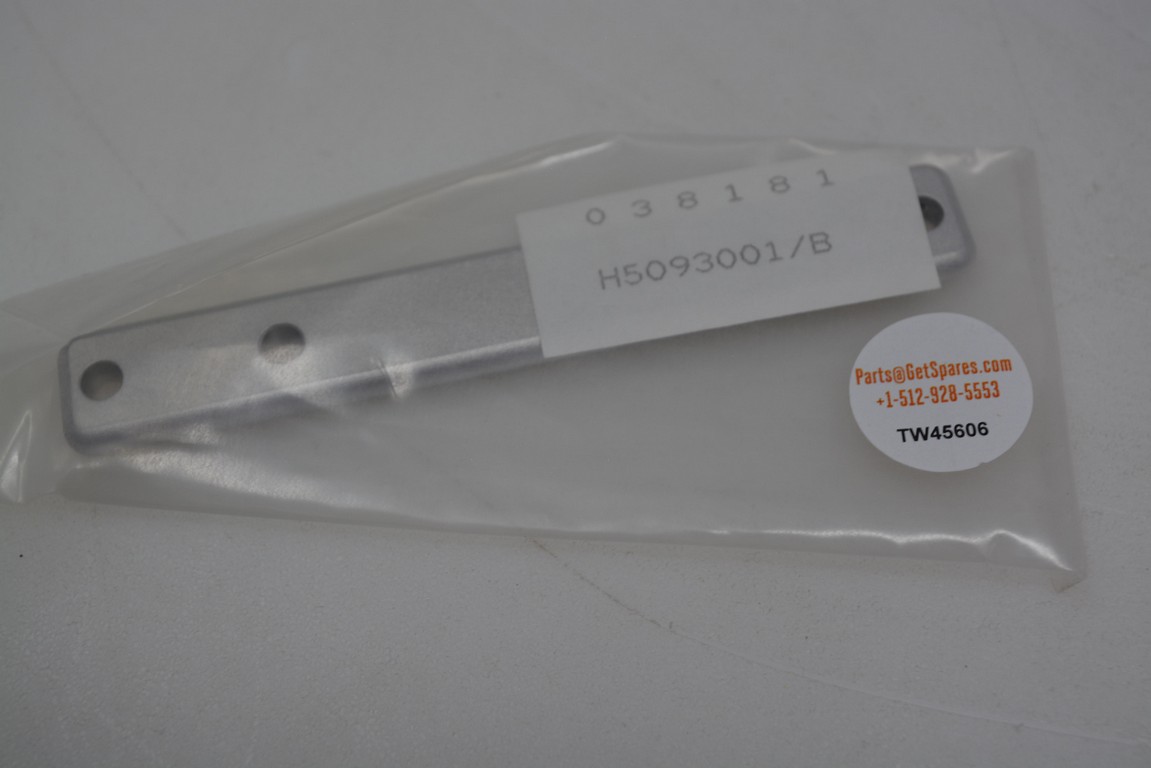 0 3 8 1 8 1
H5093001/B
Parts@GetSpares.com
+1-512-928-5553
TW45606